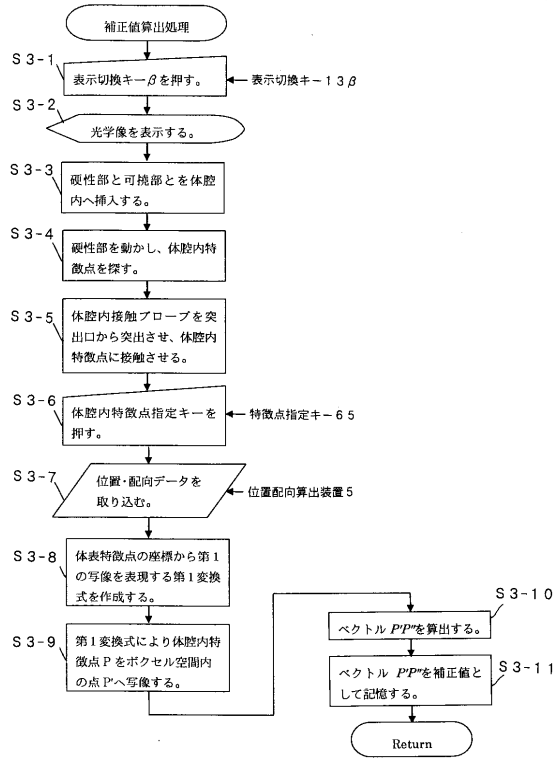 補正値算出処理
S3-1
表示切換キーβを押す。
表示切換キー13β
S3-2
光学像を表示する。
S3-3
硬性部と可撓部とを体腔
内へ挿入する。
S3-4
硬性部を動かし、体腔内特
徴点を探す。
S3-5
体腔内接触プローブを突
出口から突出させ、体腔内
特徴点に接触させる。
S3-6
体腔内特徴点指定キーを
押す。
特徴点指定キー65
S3-7
位置・配向データを
取り込む。
位置配向算出装置5
S3-8
体表特徴点の座標から第1
の写像を表現する第1変換
式を作成する。
S3-9
第1変換式により体腔内特
徴点Pをボクセル空間内
の点P'へ写像する。
S3-10
ベクトルP'P"を算出する。
S3-11
ベクトル P'P"を補正値と
して記憶する。
Return